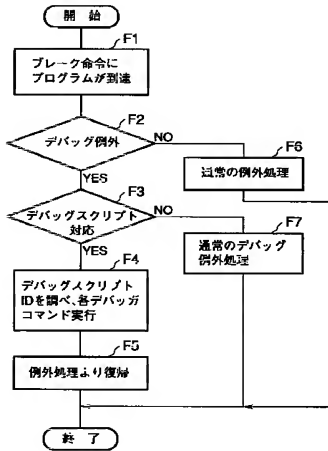 開始
F1
ブレーク命令に
プログラムが到達
F2
デバッグ例外
NO
YES
F6
通常の例外処理
F3
デバッグスクリプト
対応
NO
YES
F7
通常のデバッグ
例外処理
F4
デバッグスクリプト
IDを調べ、各デバッガ
コマンド実行
F5
例外処理より復帰
終了